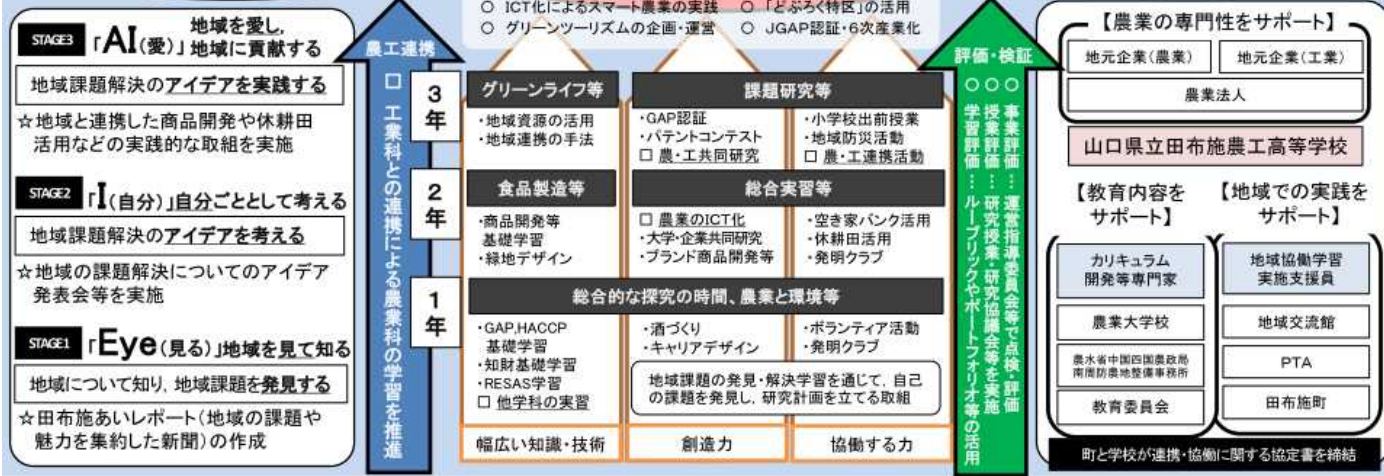 STAGE3 「AI(愛)」 地域を愛し,
地域に貢献する
地域課題解決のアイデアを実践する
☆地域と連携した商品開発や休耕田
活用などの実践的な取組を実施
STAGE2 「I(自分)」自分ごととして考える
地域課題解決のアイデアを考える
☆地域の課題解決についてのアイデア
発表会等を実施
STAGE1 「Eye(見る)」地域を見て知る
地域について知り, 地域課題を発見する
☆田布施あいレポート(地域の課題や
魅力を集約した新聞)の作成
農工連携
□ 工業科との連携による農業科の学習を推進
○ ICT化によるスマート農業の実践
○ 「どぶろく特区」の活用
○ グリーンツーリズムの企画・運営
○ JGAP認証・6次産業化
3年
グリーンライフ等
・地域資源の活用
・地域連携の手法
課題研究等
・GAP認証
・パテントコンテスト
□ 農・工共同研究
・小学校出前授業
・地域防災活動
□ 農・工連携活動
2年
食品製造等
・商品開発等
基礎学習
・緑地デザイン
総合実習等
□ 農業のICT化
・大学・企業共同研究
・ブランド商品開発等
・空き家バンク活用
・休耕田活用
・発明クラブ
1年
総合的な探究の時間、農業と環境等
・GAP,HACCP
基礎学習
・知財基礎学習
・RESAS学習
□ 他学科の実習
・酒づくり
・キャリアデザイン
・ボランティア活動
・発明クラブ
地域課題の発見・解決学習を通じて, 自己
の課題を発見し, 研究計画を立てる取組
幅広い知識・技術
創造力
協働する力
評価・検証
○ 事業評価… 運営指導委員会等で点検・評価
○ 授業評価… 研究授業・研究協議会等を実施
○ 学習評価… ルーブリックやポートフォリオ等の活用
【農業の専門性をサポート】
地元企業(農業)
地元企業(工業)
農業法人
山口県立田布施農工高等学校
【教育内容を
サポート】
カリキュラム
開発等専門家
農業大学校
農水省中国四国農政局
南周防農地整備事務所
教育委員会
【地域での実践を
サポート】
地域協働学習
実施支援員
地域交流館
PTA
田布施町
町と学校が連携・協働に関する協定書を締結